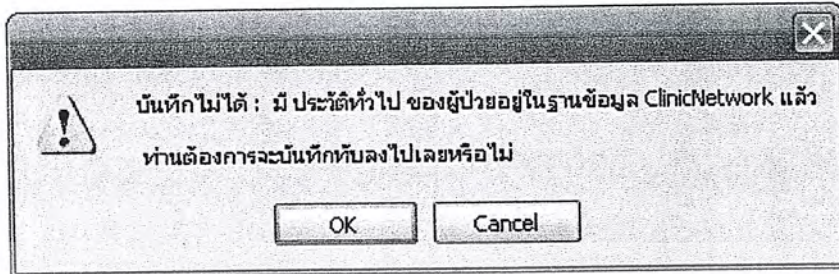 บันทึกไม่ได้ : มี ประวัติทั่วไป ของผู้ป่วยอยู่ในฐานข้อมูล ClinicNetwork แล้ว
ท่านต้องการจะบันทึกทับลงไปเลยหรือไม่
OK Cancel